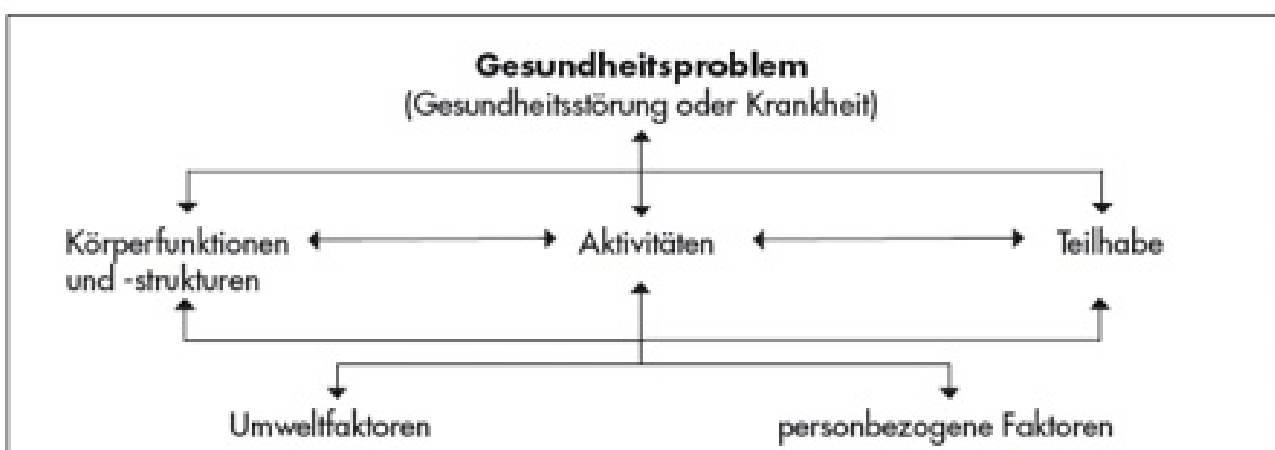 Gesundheitsproblem
(Gesundheitsstörung oder Krankheit)
Körperfunktionen
und -strukturen
Aktivitäten
Teilhabe
Umweltfaktoren
personbezogene Faktoren